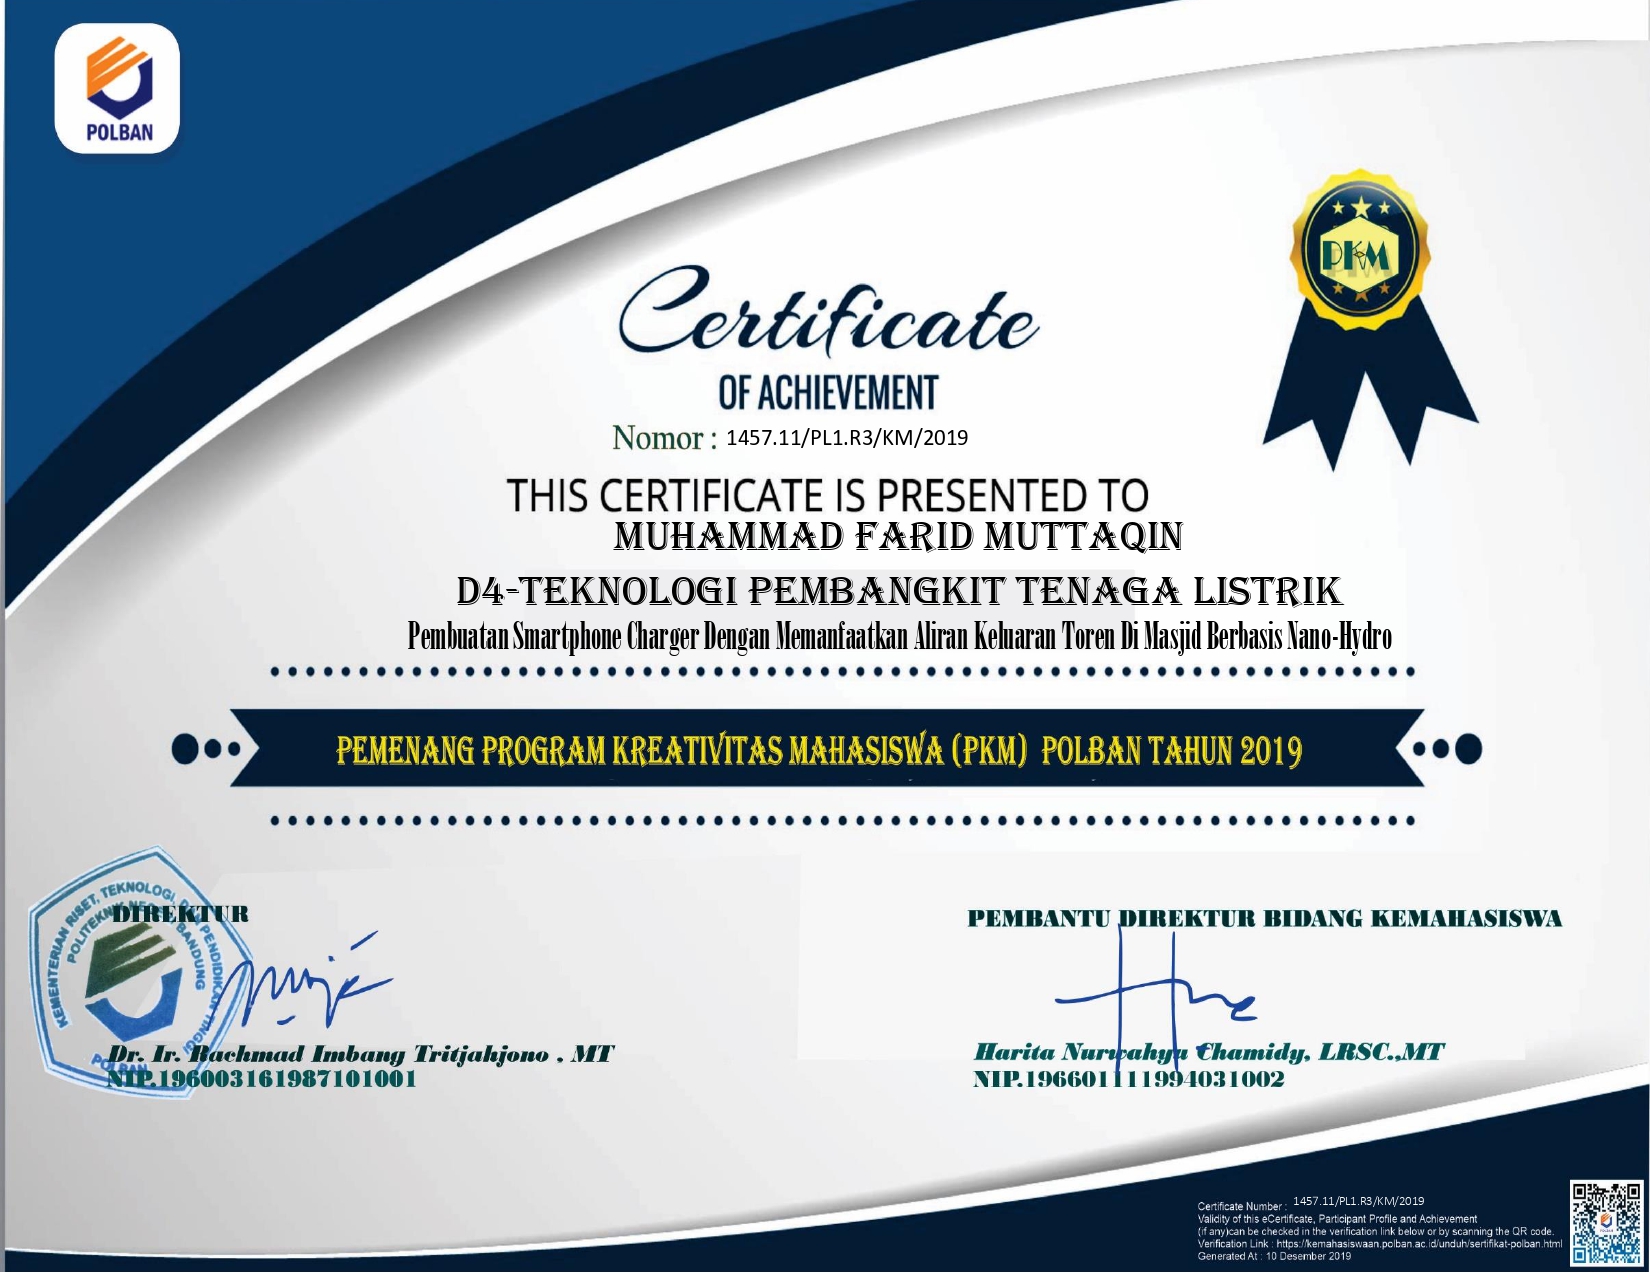 POLBAN
PKM
Certificate
OF ACHIEVEMENT
Nomor : 1457.11/PL1.R3/KM/2019
THIS CERTIFICATE IS PRESENTED TO
MUHAMMAD FARID MUTTAQIN
D4-TEKNOLOGI PEMBANGKIT TENAGA LISTRIK
Pembuatan Smartphone Charger Dengan Memanfaatkan Aliran Keluaran Toren Di Masjid Berbasis Nano-Hydro
PEMENANG PROGRAM KREATIVITAS MAHASISWA (PKM) POLBAN TAHUN 2019
KEMENTERIAN RISET, TEKNOLOGI, DAN PENDIDIKAN TINGGI
POLITEKNIK NEGERI BANDUNG
POLBAN
DIREKTUR
Dr. Ir. Rachmad Imbang Tritjahjono , MT
NIP.196003161987101001
PEMBANTU DIREKTUR BIDANG KEMAHASISWA
Harita Nurwahyu Chamidy, LRSC.,MT
NIP.196601111994031002
Certificate Number : 1457.11/PL1.R3/KM/2019
Validity of this eCertificate, Participant Profile and Achievement
(if any)can be checked in the verification link below or by scanning the QR code.
Verification Link : https://kemahasiswaan.polban.ac.id/unduh/sertifikat-polban.html
Generated At : 10 Desember 2019